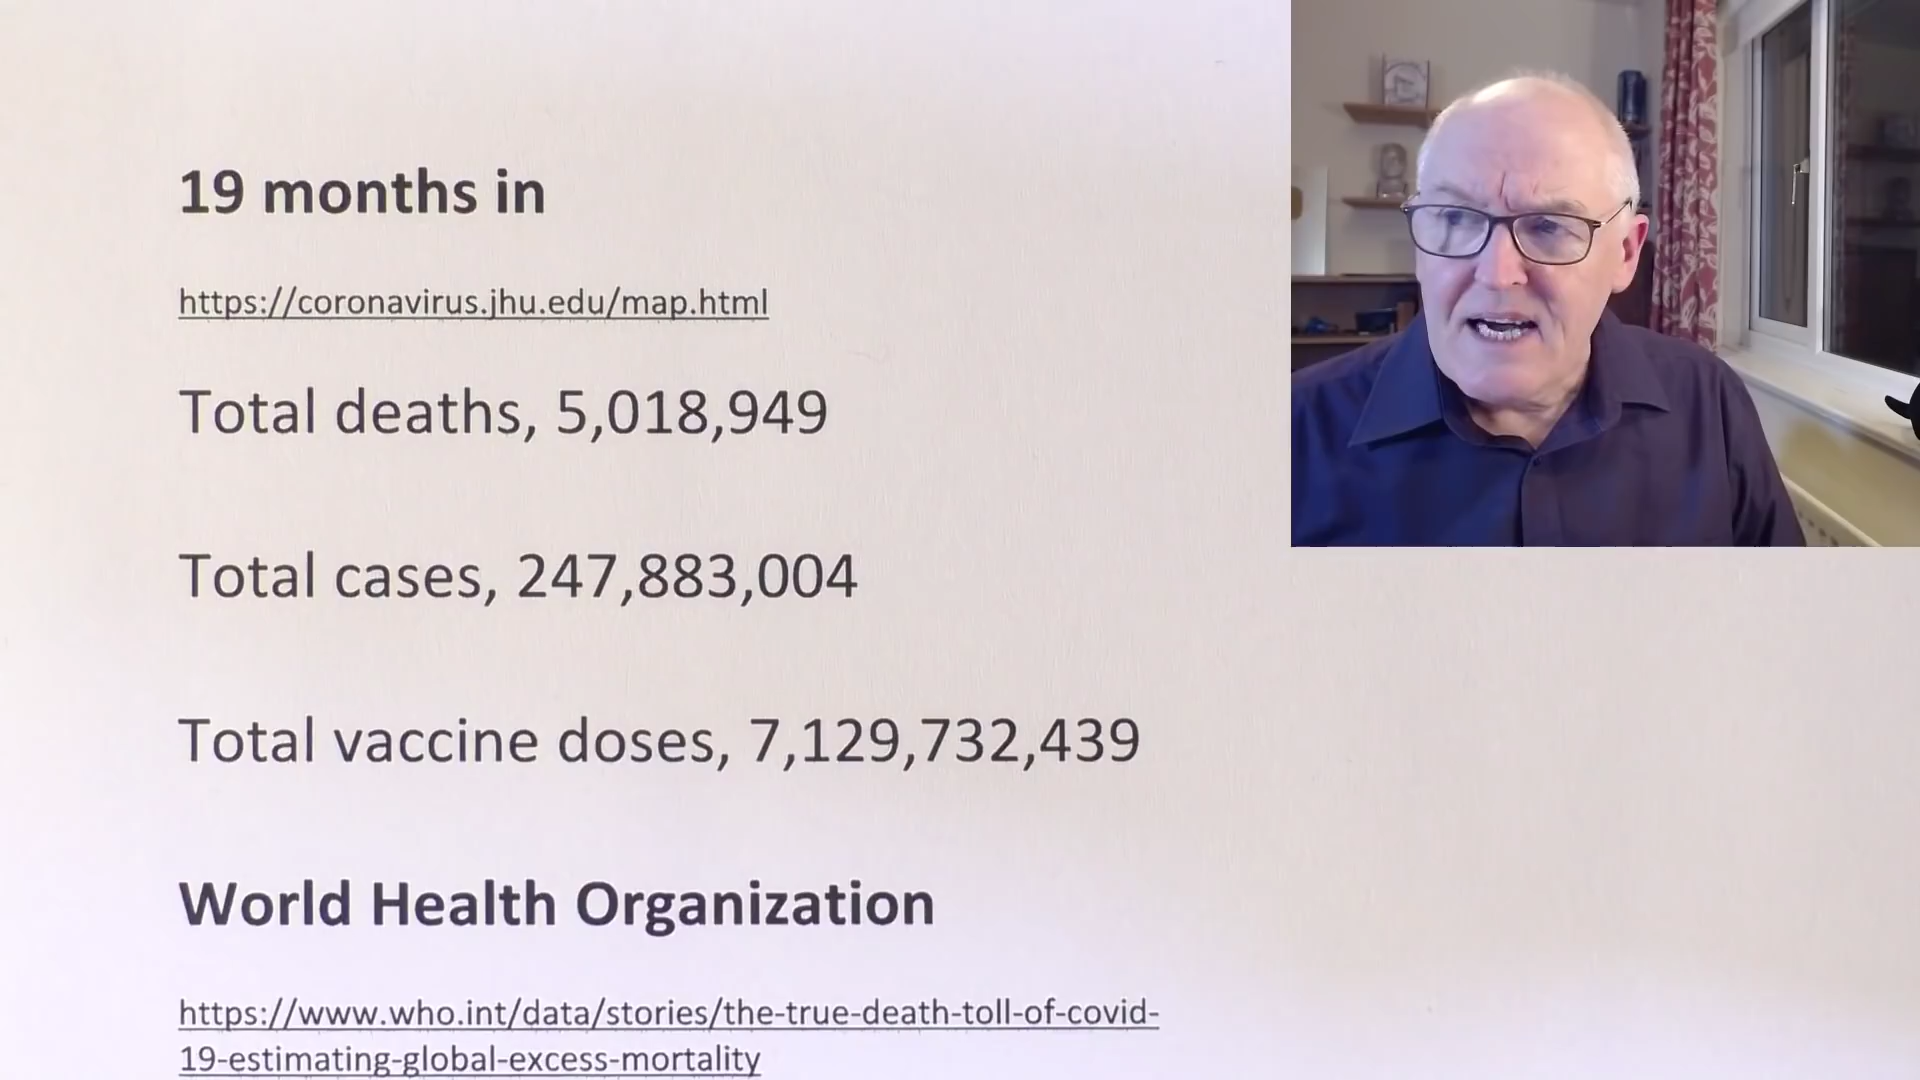 19 months in
https://coronavirus.jhu.edu/map.html
Total deaths, 5,018,949
Total cases, 247,883,004
Total vaccine doses, 7,129,732,439
World Health Organization
https://www.who.int/data/stories/the-true-death-toll-of-covid-
19-estimating-global-excess-mortality